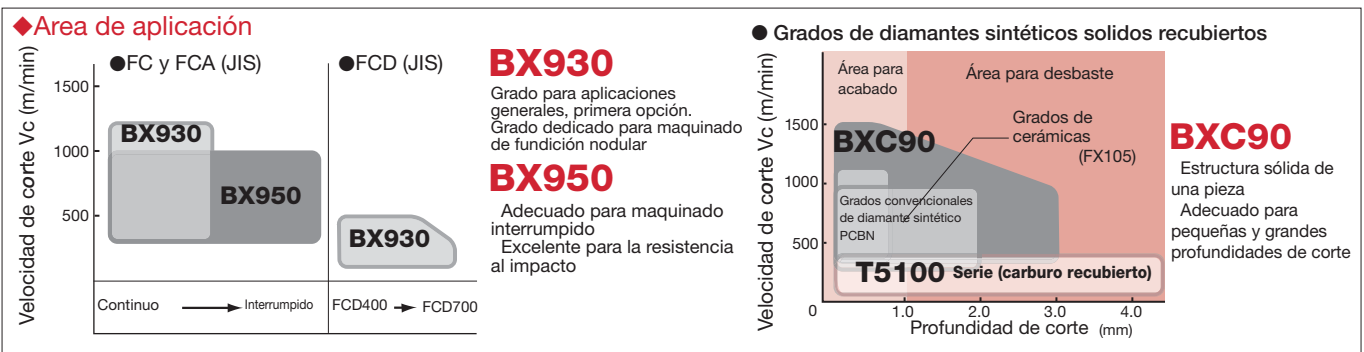 ◆Area de aplicación
Velocidad de corte Vc (m/min)
●FC y FCA (JIS)
●FCD (JIS)
1500
1000
500
BX930
BX950
BX930
Continuo
Interrumpido
FCD400
FCD700
BX930
Grado para aplicaciones
generales, primera opción.
Grado dedicado para maquinado
de fundición nodular
BX950
Adecuado para maquinado
interrumpido
Excelente para la resistencia
al impacto
● Grados de diamantes sintéticos solidos recubiertos
Velocidad de corte Vc (m/min)
Área para
acabado
Área para desbaste
1500
1000
500
0
BXC90
Grados de
cerámicas
(FX105)
Grados convencionales
de diamante sintético
PCBN
T5100 Serie (carburo recubierto)
1.0
2.0
3.0
4.0
Profundidad de corte (mm)
BXC90
Estructura sólida de
una pieza
Adecuado para
pequeñas y grandes
profundidades de corte